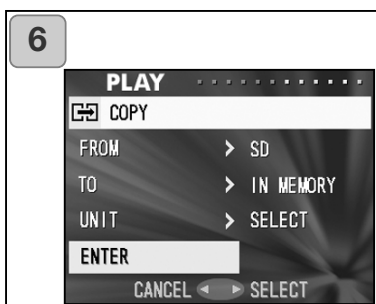 6
PLAY
COPY
FROM > SD
TO > IN MEMORY
UNIT > SELECT
ENTER
CANCEL ◄ ► SELECT